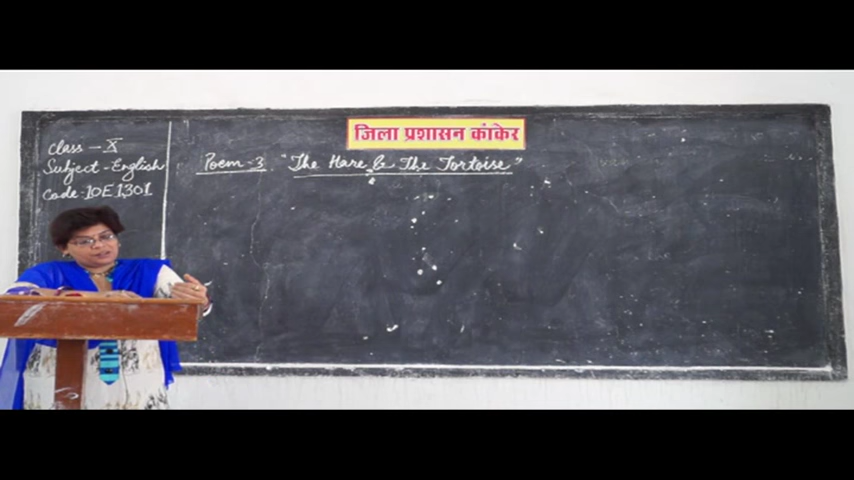 जिला प्रशासन कांकेर
Class - X
Subject - English
Code: 10E1301
Poem - 3 "The Hare & The Tortoise"